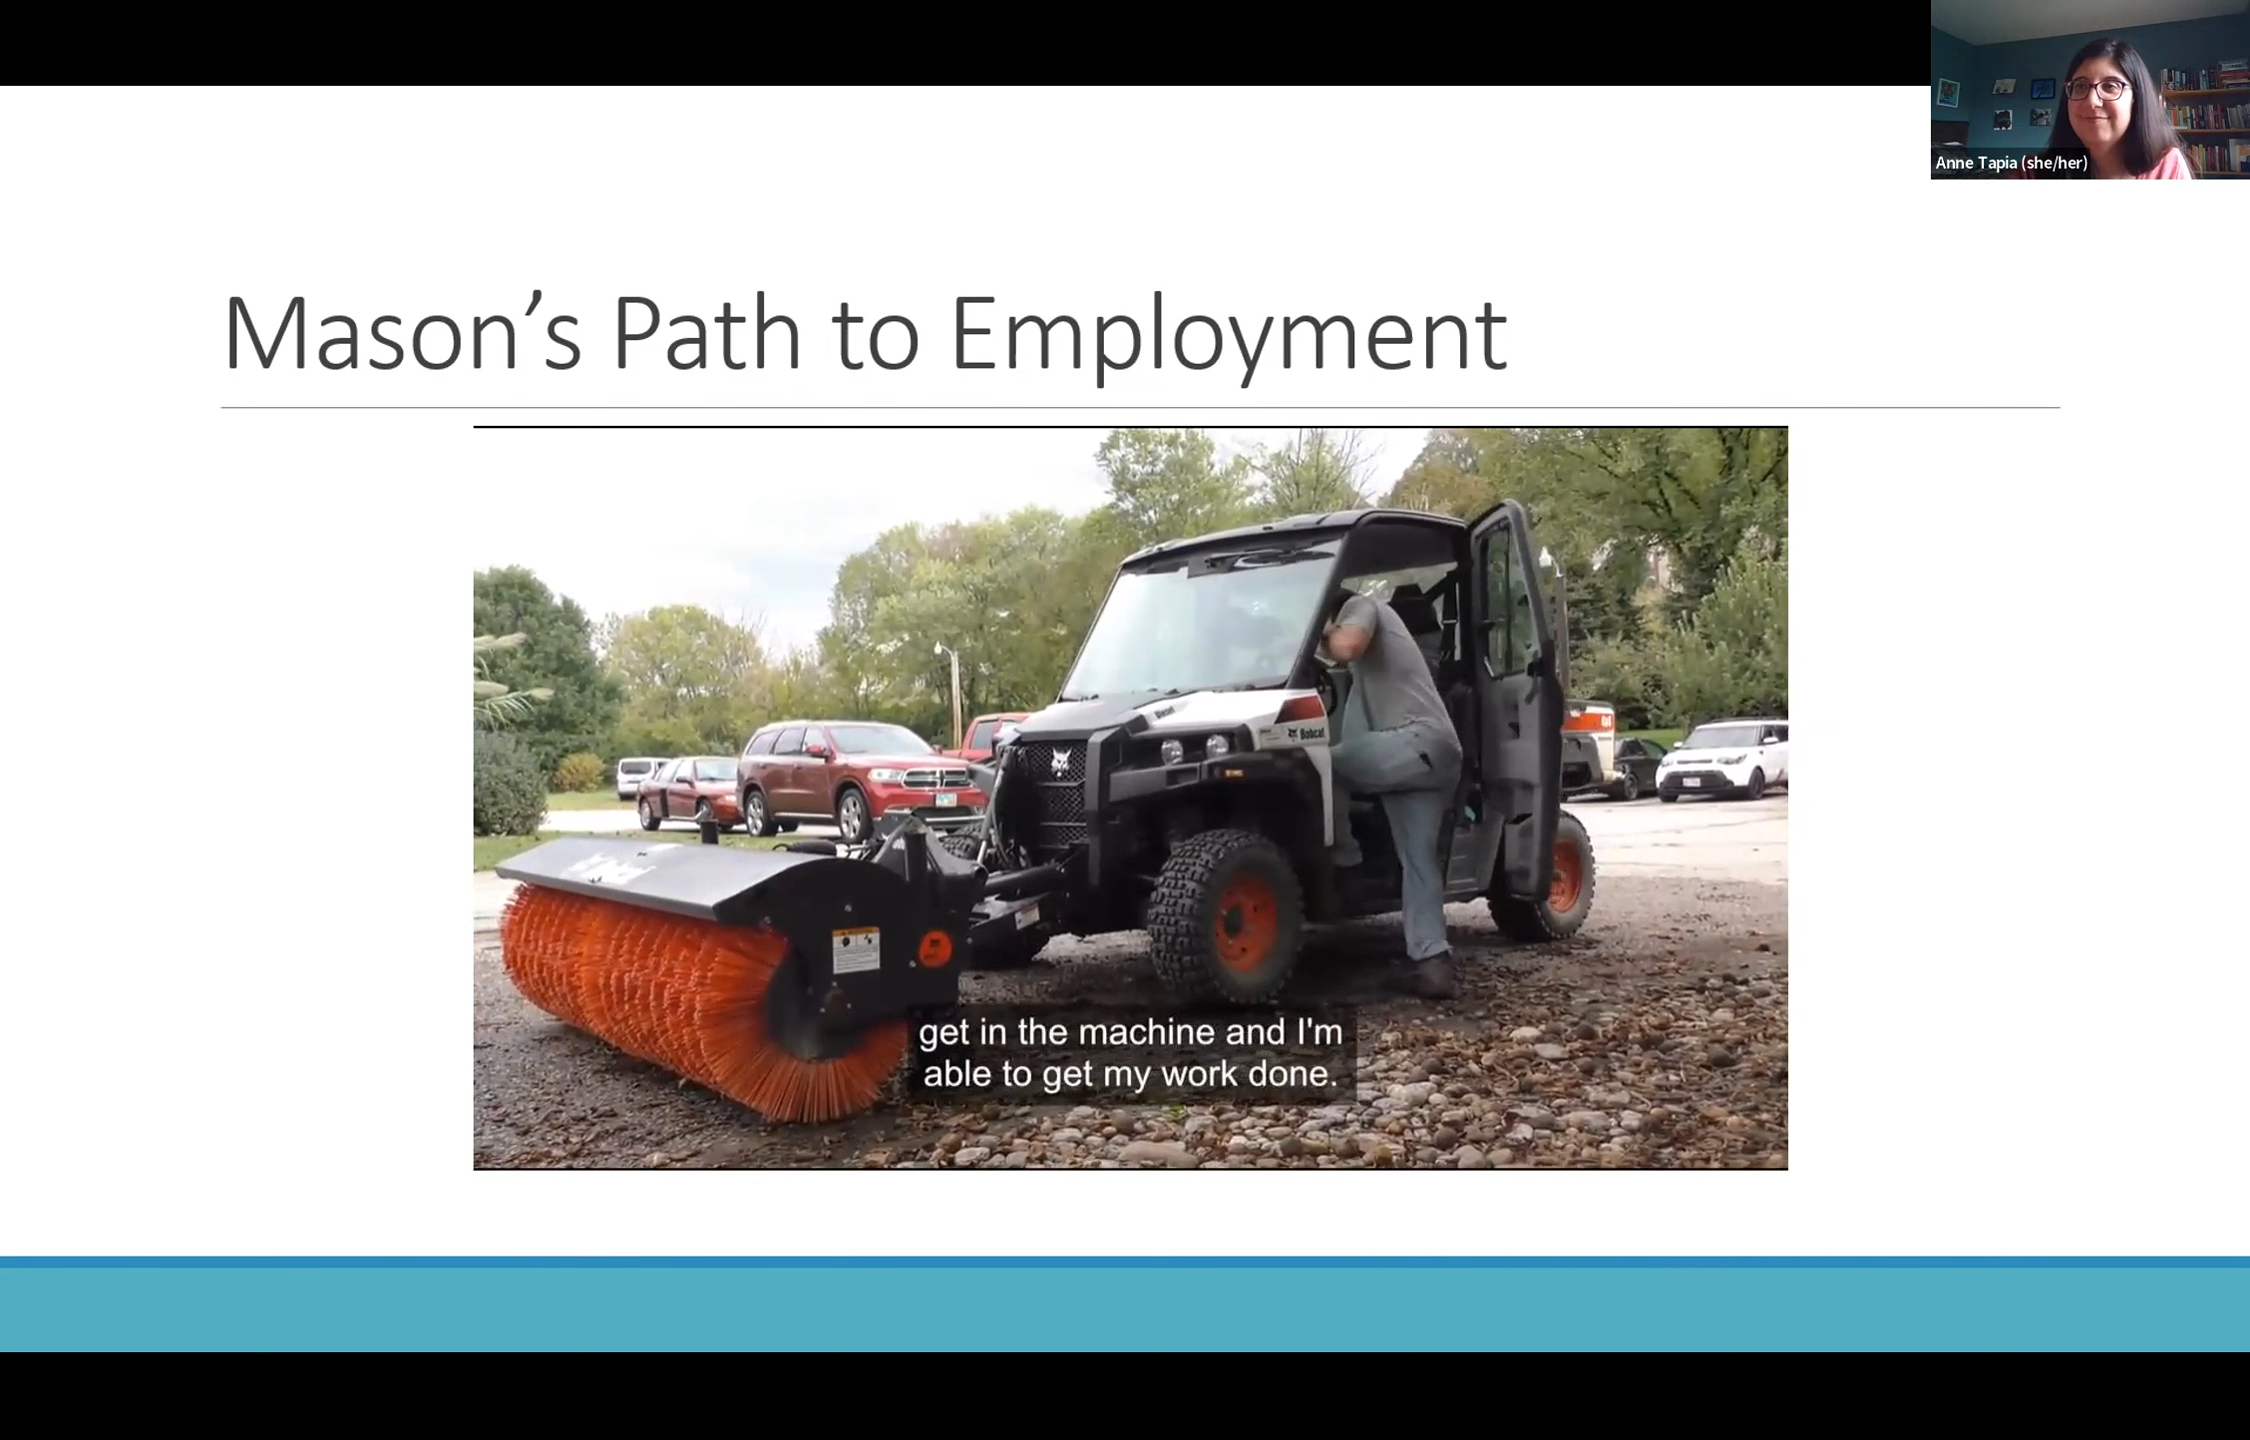 Anne Tapia (she/her)
Mason’s Path to Employment
Diesel
Bobcat
get in the machine and I'm
able to get my work done.